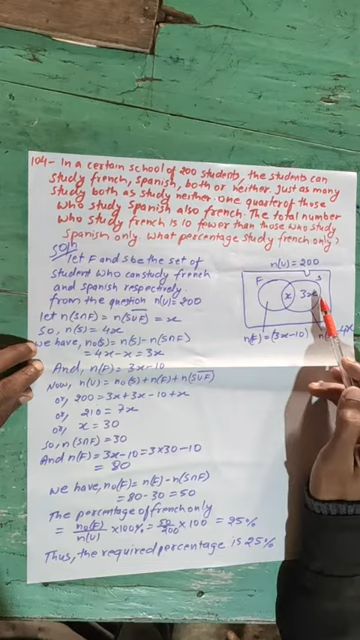 104- In a certain school of 200 students, the students can
study french, spanish, both or neither. Just as many
study both as study neither. One quarter of those
who study spanish also french. The total number
who study french is 10 fewer than those who study
spanish only what percentage study french only?
Sol^n
let F and s be the set of
student who can study french
and spanish respectively.
from the question n(U)=200
let n(S∩F) = n(S̅U̅F̅) = x
So, n(s) = 4x
we have, no(s) = n(s) - n(S∩F)
= 4x - x = 3x
And, n(F) = 3x-10
Now, n(U) = no(s) + n(F) + n(S̅U̅F̅)
or, 200 = 3x + 3x - 10 + x
or, 210 = 7x
or, x = 30
So, n(S∩F) = 30
And n(F) = 3x-10 = 3×30-10
= 80
we have, no(F) = n(F) - n(S∩F)
= 80 - 30 = 50
The percentage of french only
= no(F)/n(U) ×100% = 50/200 ×100 = 25%
Thus, the required percentage is 25%
n(U) = 200
F
S
x
3x
n(F)=(3x-10)
4x